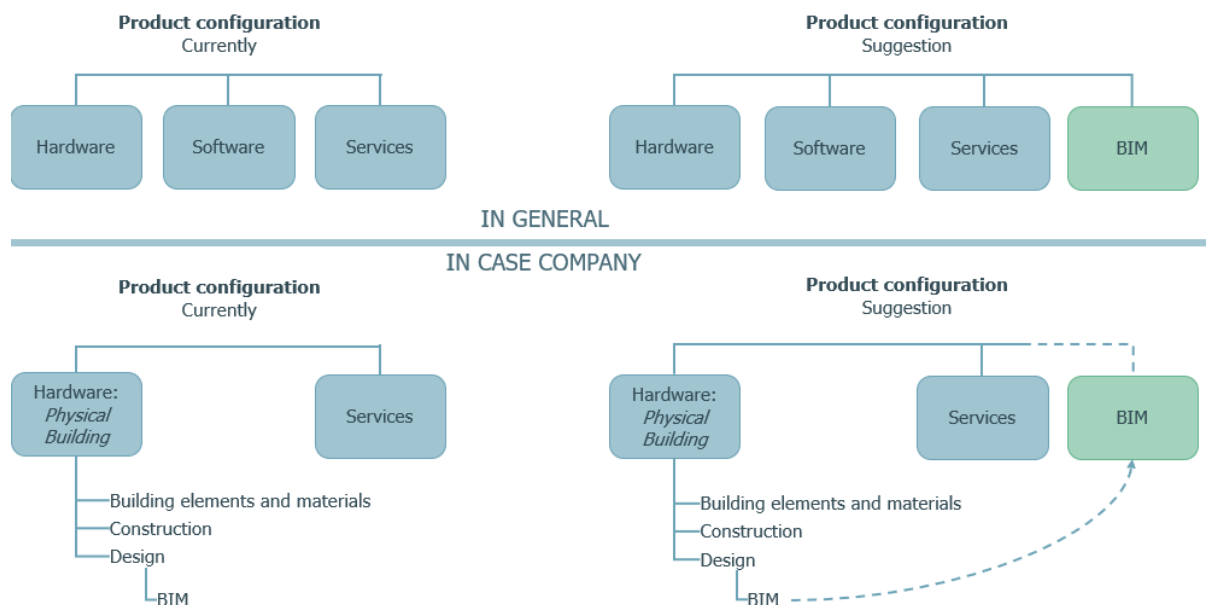 Product configuration
Currently
Hardware
Software
Services
Product configuration
Suggestion
Hardware
Software
Services
BIM
IN GENERAL
IN CASE COMPANY
Product configuration
Currently
Hardware:
Physical
Building
Services
Building elements and materials
Construction
Design
BIM
Product configuration
Suggestion
Hardware:
Physical
Building
Services
BIM
Building elements and materials
Construction
Design
BIM